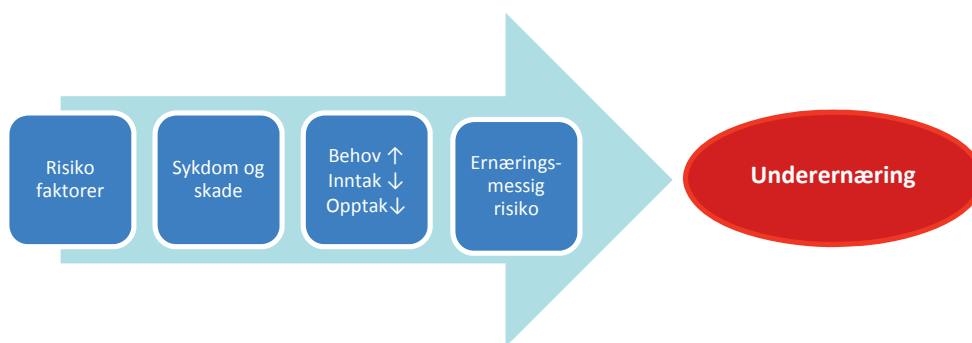 Risiko
faktorer
Sykdom og
skade
Behov ↑
Inntak ↓
Opptak↓
Ernærings-
messig
risiko
Underernæring